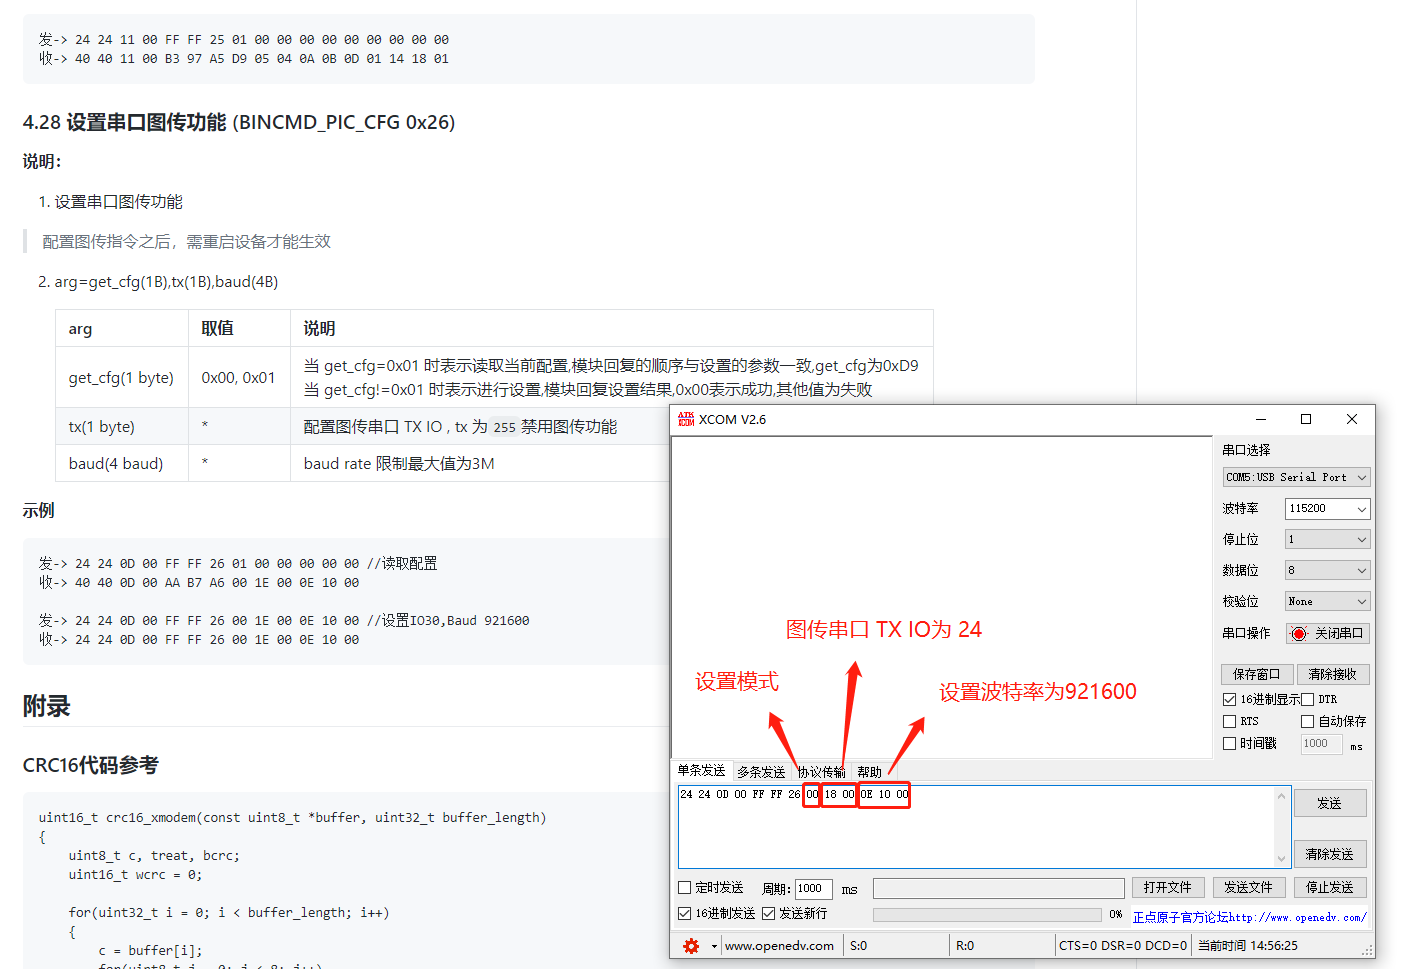 发-> 24 24 11 00 FF FF 25 01 00 00 00 00 00 00 00 00 00
收-> 40 40 11 00 B3 97 A5 D9 05 04 0A 0B 0D 01 14 18 01
4.28 设置串口图传功能 (BINCMD_PIC_CFG 0x26)
说明：
1. 设置串口图传功能
配置图传指令之后，需重启设备才能生效
2. arg=get_cfg(1B),tx(1B),baud(4B)
arg 取值 说明
get_cfg(1 byte) 0x00, 0x01 当 get_cfg=0x01 时表示读取当前配置,模块回复的顺序与设置的参数一致,get_cfg为0xD9
当 get_cfg!=0x01 时表示进行设置,模块回复设置结果,0x00表示成功,其他值为失败
tx(1 byte) * 配置图传串口 TX IO , tx 为 255 禁用图传功能
baud(4 baud) * baud rate 限制最大值为3M
示例
发-> 24 24 0D 00 FF FF 26 01 00 00 00 00 00 //读取配置
收-> 40 40 0D 00 AA B7 A6 00 1E 00 0E 10 00
发-> 24 24 0D 00 FF FF 26 00 1E 00 0E 10 00 //设置IO30,Baud 921600
收-> 24 24 0D 00 FF FF 26 00 1E 00 0E 10 00
附录
CRC16代码参考
uint16_t crc16_xmodem(const uint8_t *buffer, uint32_t buffer_length)
{
uint8_t c, treat, bcrc;
uint16_t wcrc = 0;
for(uint32_t i = 0; i < buffer_length; i++)
{
c = buffer[i];
for(uint8_t j = 0; j < 8; j++)
ATK XCOM
XCOM V2.6
串口选择
COM5:USB Serial Port
波特率 115200
停止位 1
数据位 8
校验位 None
串口操作 关闭串口
保存窗口 清除接收
16进制显示 DTR
RTS 自动保存
时间戳 1000 ms
图传串口 TX IO为 24
设置模式
设置波特率为921600
单条发送 多条发送 协议传输 帮助
24 24 0D 00 FF FF 26 00 18 00 0E 10 00
发送
清除发送
定时发送 周期: 1000 ms 打开文件 发送文件 停止发送
16进制发送 发送新行 0% 正点原子官方论坛http://www.openedv.com/
www.openedv.com S:0 R:0 CTS=0 DSR=0 DCD=0 当前时间 14:56:25